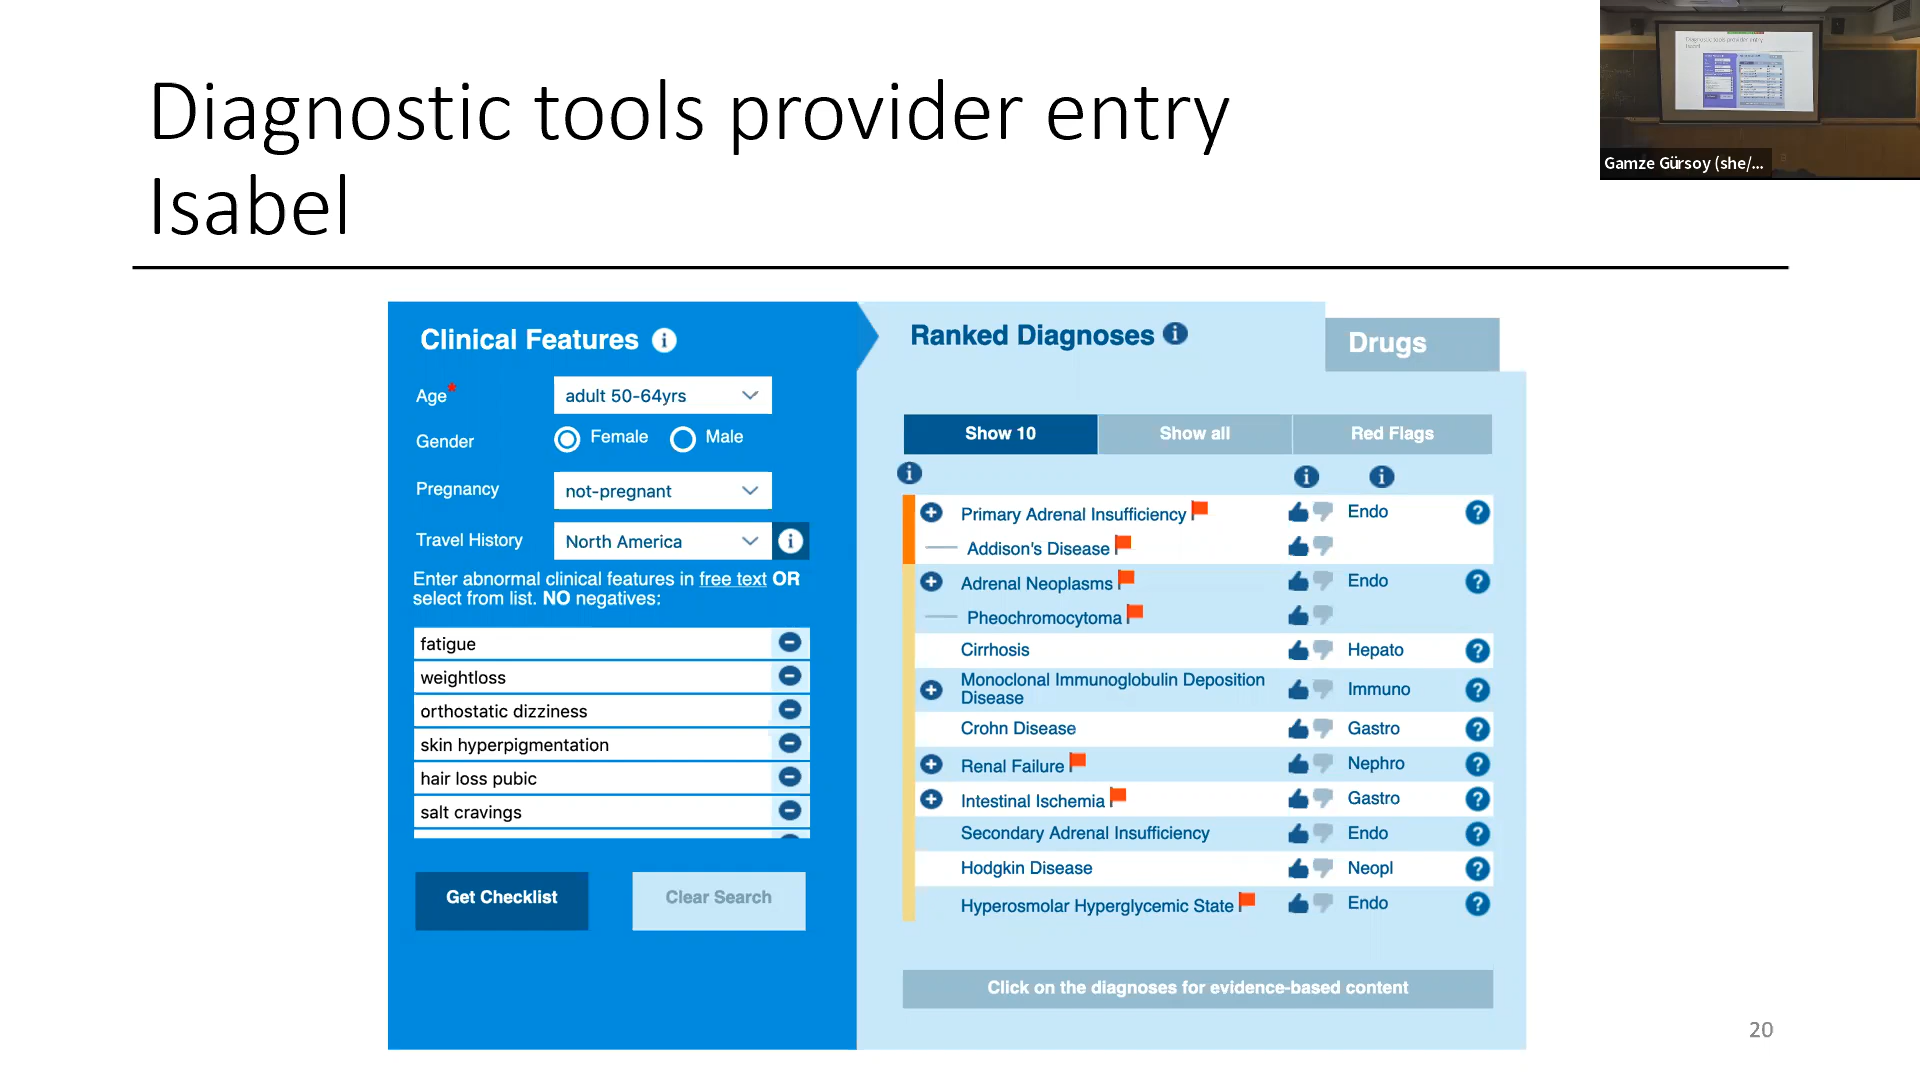 Diagnostic tools provider entry
Isabel
Gamze Gürsoy (she/...
Clinical Features
Age*
adult 50-64yrs
Gender
Female
Male
Pregnancy
not-pregnant
Travel History
North America
Enter abnormal clinical features in free text OR
select from list. NO negatives:
fatigue
weightloss
orthostatic dizziness
skin hyperpigmentation
hair loss pubic
salt cravings
Get Checklist
Clear Search
Ranked Diagnoses
Drugs
Show 10
Show all
Red Flags
Primary Adrenal Insufficiency
Endo
Addison's Disease
Adrenal Neoplasms
Endo
Pheochromocytoma
Cirrhosis
Hepato
Monoclonal Immunoglobulin Deposition
Disease
Immuno
Crohn Disease
Gastro
Renal Failure
Nephro
Intestinal Ischemia
Gastro
Secondary Adrenal Insufficiency
Endo
Hodgkin Disease
Neopl
Hyperosmolar Hyperglycemic State
Endo
Click on the diagnoses for evidence-based content
20